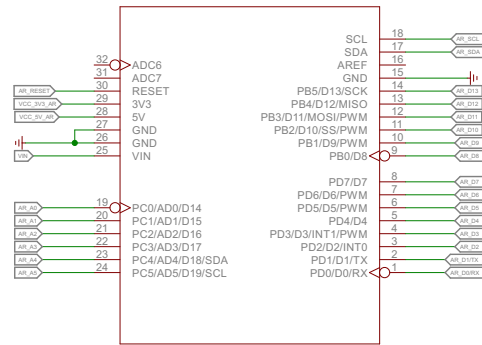 32 ADC6
31 ADC7
AR_RESET 30 RESET
VCC_3V3_AR 29 3V3
VCC_5V_AR 28 5V
27 GND
26 GND
VIN 25 VIN
AR_A0 19 PC0/AD0/D14
AR_A1 20 PC1/AD1/D15
AR_A2 21 PC2/AD2/D16
AR_A3 22 PC3/AD3/D17
AR_A4 23 PC4/AD4/D18/SDA
AR_A5 24 PC5/AD5/D19/SCL
SCL 18 AR_SCL
SDA 17 AR_SDA
AREF 16
GND 15
PB5/D13/SCK 14 AR_D13
PB4/D12/MISO 13 AR_D12
PB3/D11/MOSI/PWM 12 AR_D11
PB2/D10/SS/PWM 11 AR_D10
PB1/D9/PWM 10 AR_D9
PB0/D8 9 AR_D8
PD7/D7 8 AR_D7
PD6/D6/PWM 7 AR_D6
PD5/D5/PWM 6 AR_D5
PD4/D4 5 AR_D4
PD3/D3/INT1/PWM 4 AR_D3
PD2/D2/INT0 3 AR_D2
PD1/D1/TX 2 AR_D1/TX
PD0/D0/RX 1 AR_D0/RX